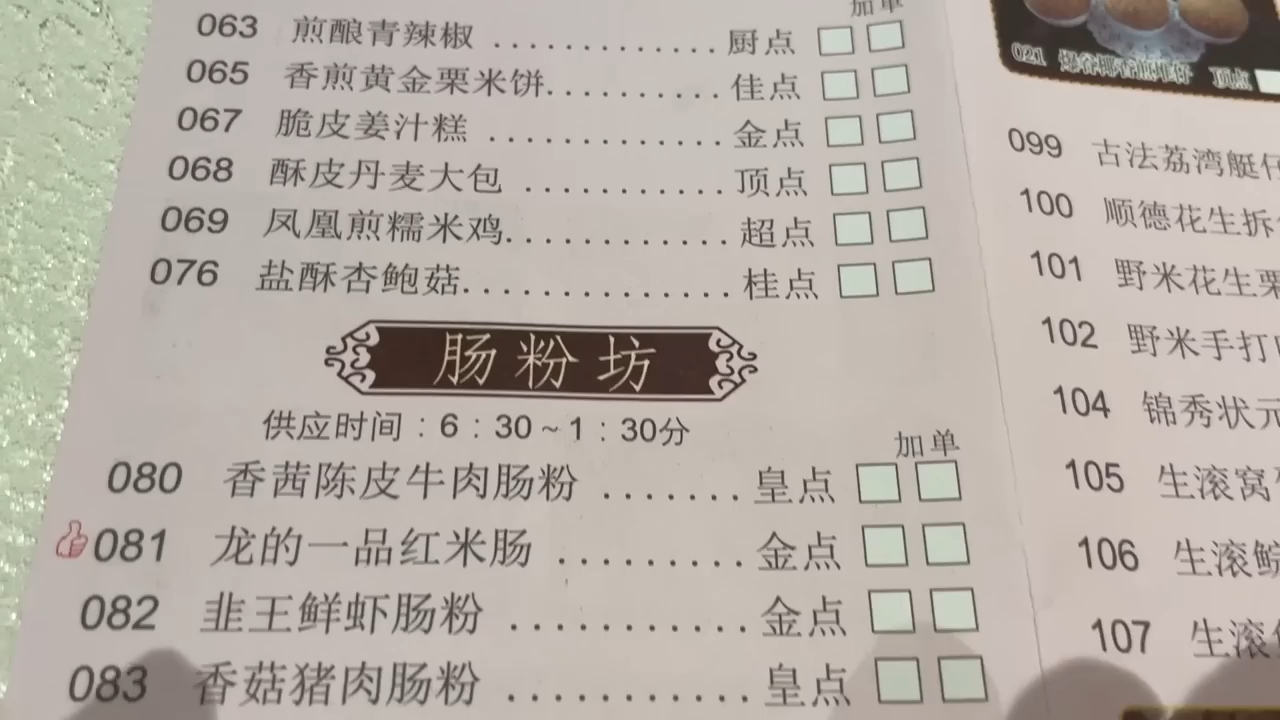 加单
063 煎酿青辣椒 ............. 厨点
065 香煎黄金粟米饼........... 佳点
067 脆皮姜汁糕 ............. 金点
068 酥皮丹麦大包 ........... 顶点
069 凤凰煎糯米鸡............. 超点
076 盐酥杏鲍菇................ 桂点
肠粉坊
供应时间：6：30～1：30分
加单
080 香茜陈皮牛肉肠粉 ....... 皇点
081 龙的一品红米肠 ......... 金点
082 韭王鲜虾肠粉 ........... 金点
083 香菇猪肉肠粉 ........... 皇点
021 顶点
099 古法荔湾艇仔
100 顺德花生拆
101 野米花生
102 野米手打
104 锦秀状元
105 生滚窝
106 生滚鲩
107 生滚